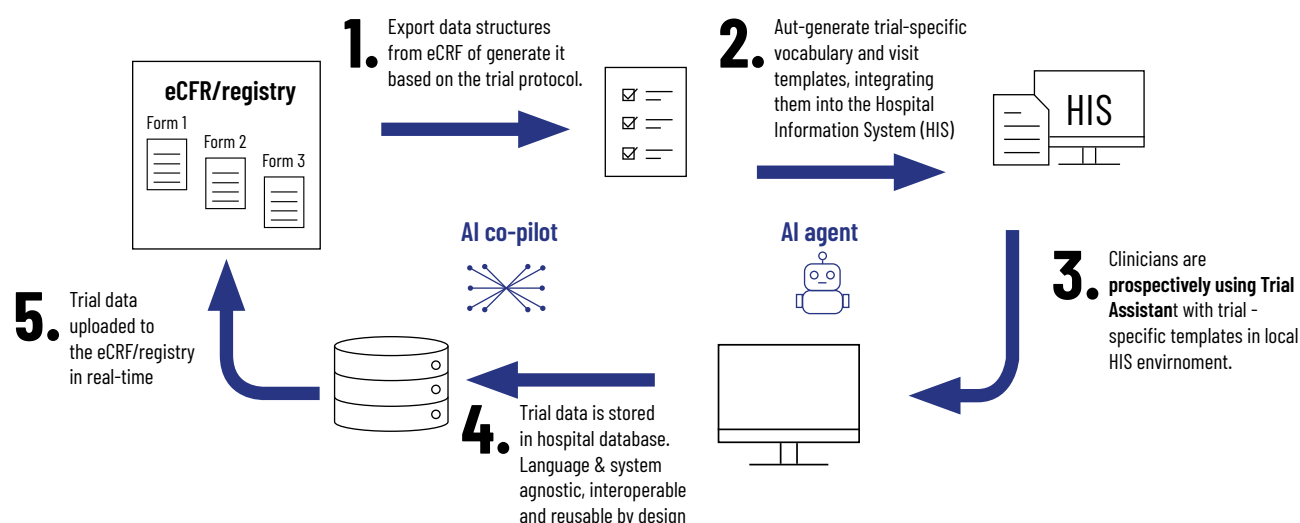 eCFR/registry
Form 1
Form 2
Form 3
1.
Export data structures
from eCRF of generate it
based on the trial protocol.
2.
Aut-generate trial-specific
vocabulary and visit
templates, integrating
them into the Hospital
Information System (HIS)
HIS
AI co-pilot
AI agent
3.
Clinicians are
prospectively using Trial
Assistant with trial -
specific templates in local
HIS envirnoment.
4.
Trial data is stored
in hospital database.
Language & system
agnostic, interoperable
and reusable by design
5.
Trial data
uploaded to
the eCRF/registry
in real-time